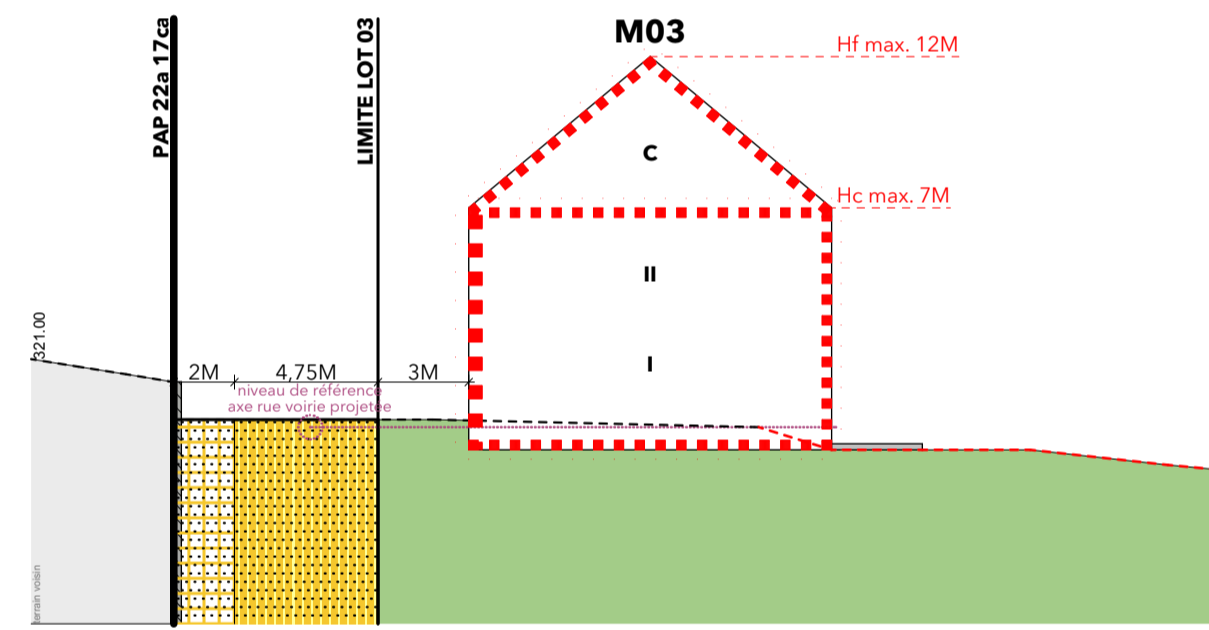 PAP 22a 17ca
LIMITE LOT 03
M03
Hf max. 12M
C
Hc max. 7M
II
321.00
I
2M
4,75M
3M
niveau de référence
axe rue voirie projetée
terrain voisin